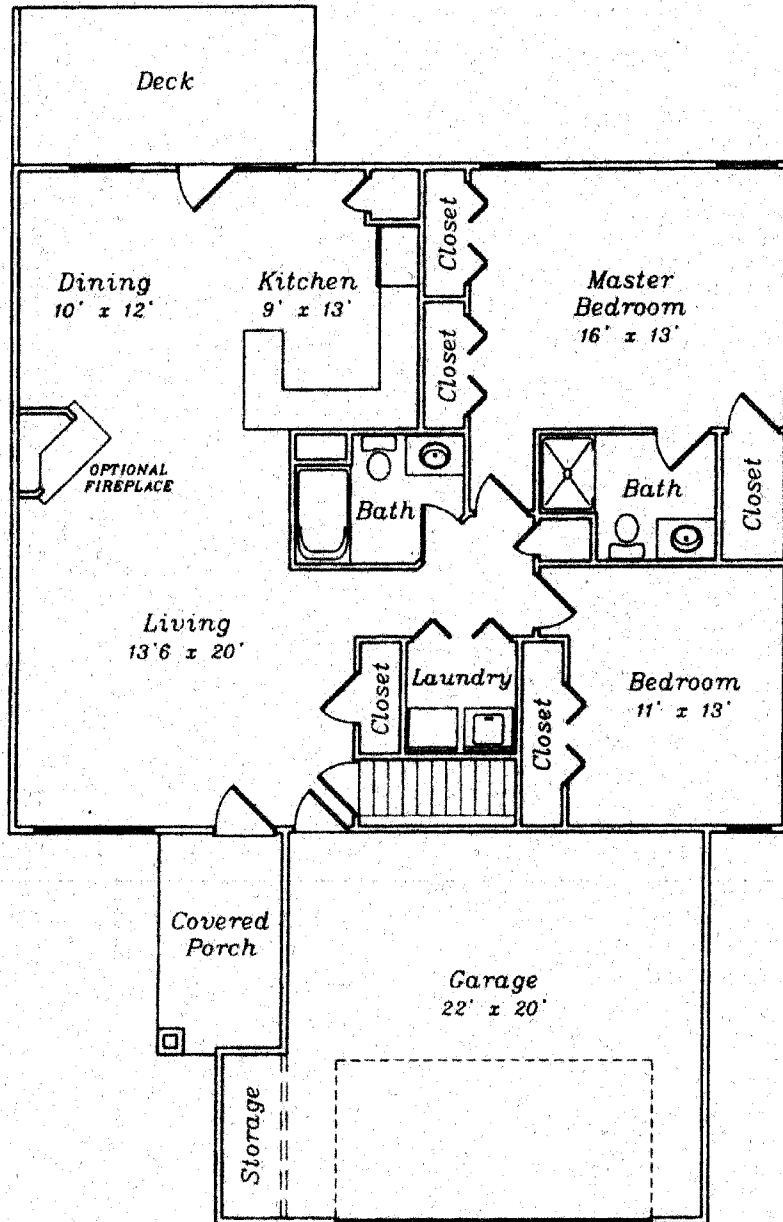 Deck
Dining
10' x 12'
Kitchen
9' x 13'
Closet
Closet
Master
Bedroom
16' x 13'
OPTIONAL
FIREPLACE
Bath
Bath
Closet
Living
13'6 x 20'
Closet
Laundry
Closet
Bedroom
11' x 13'
Covered
Porch
Garage
22' x 20'
Storage